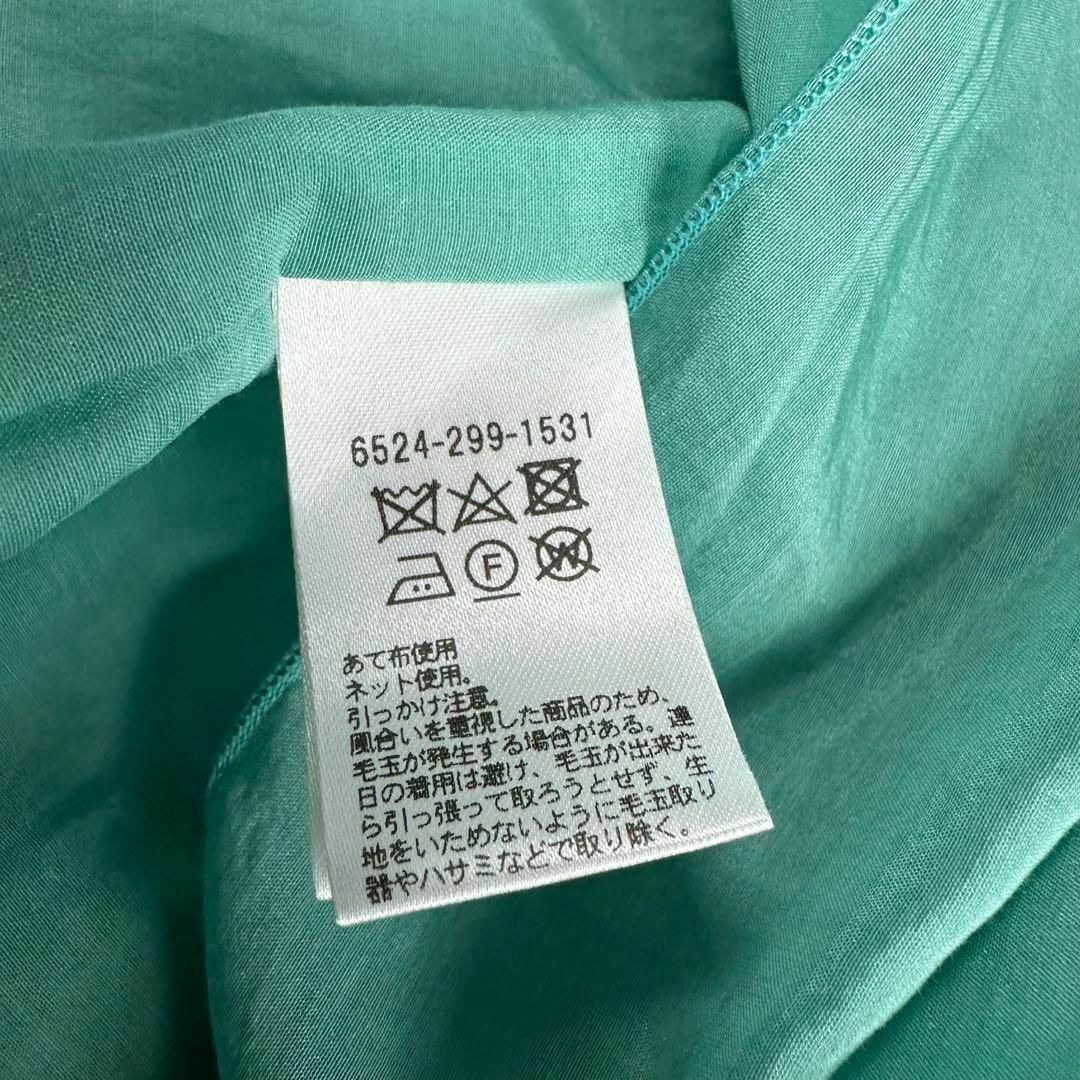 6524-299-1531
F
W
あて布使用
ネット使用。
引っかけ注意。
風合いを重視した商品のため、
毛玉が発生する場合がある。連
日の着用は避け、毛玉が出来た
ら引っ張って取ろうとせず、生
地をいためないように毛玉取り
器やハサミなどで取り除く。